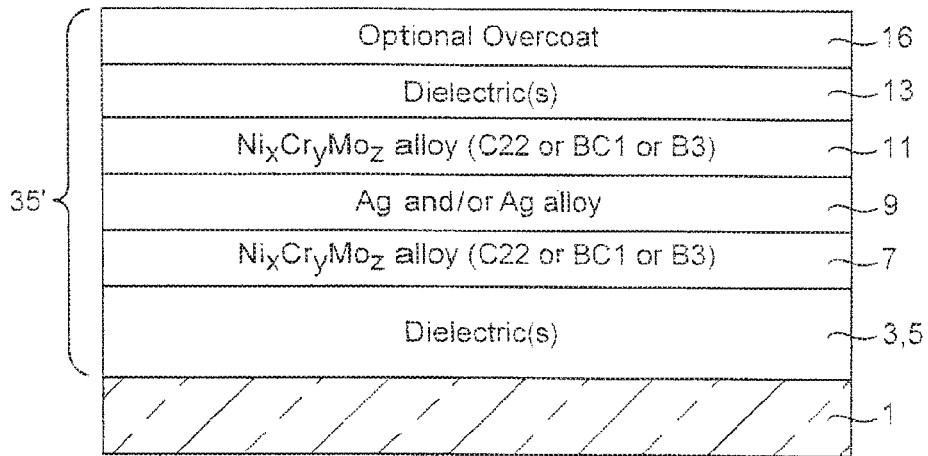 Optional Overcoat 16
Dielectric(s) 13
NixCryMoz alloy (C22 or BC1 or B3) 11
35' Ag and/or Ag alloy 9
NixCryMoz alloy (C22 or BC1 or B3) 7
Dielectric(s) 3,5
1